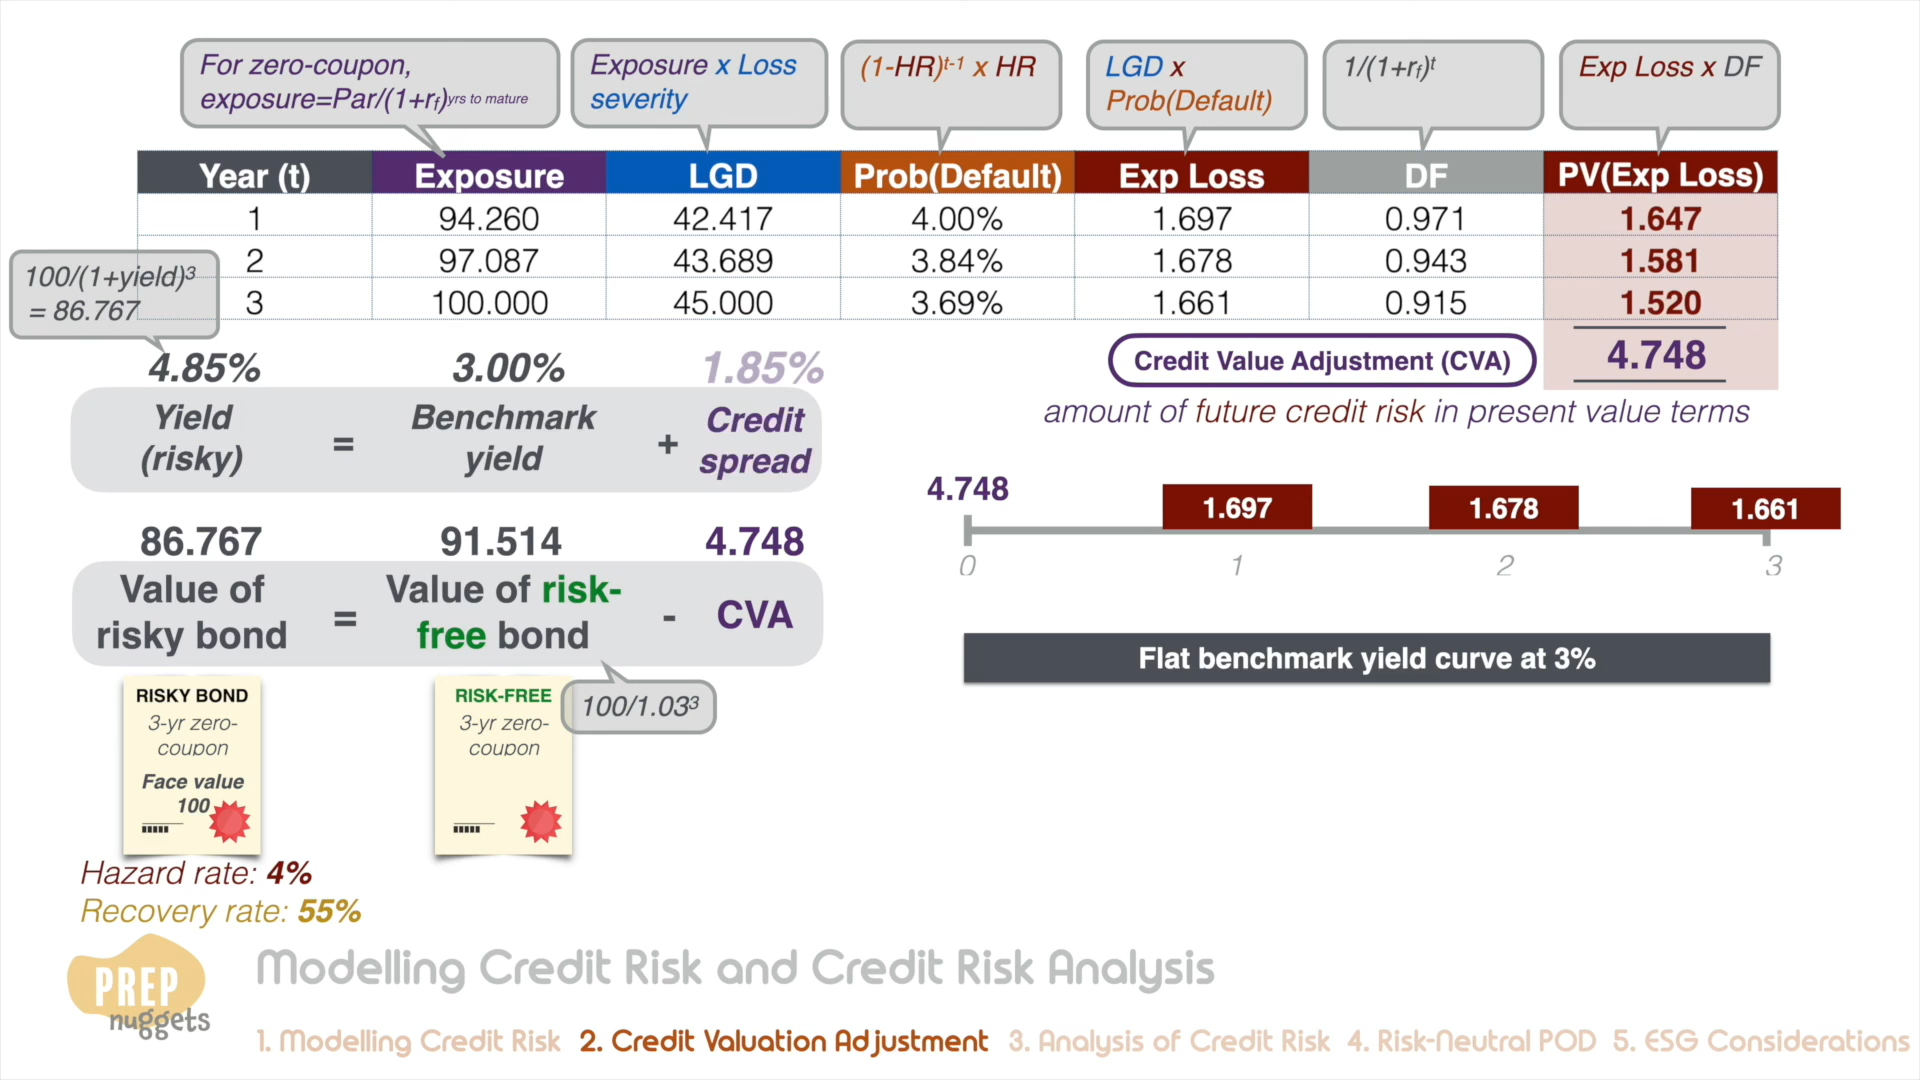 For zero-coupon,
exposure=Par/(1+rf)yrs to mature
Exposure x Loss
severity
(1-HR)t-1 x HR
LGD x
Prob(Default)
1/(1+rf)t
Exp Loss x DF
Year (t) Exposure LGD Prob(Default) Exp Loss DF PV(Exp Loss)
1 94.260 42.417 4.00% 1.697 0.971 1.647
2 97.087 43.689 3.84% 1.678 0.943 1.581
3 100.000 45.000 3.69% 1.661 0.915 1.520
100/(1+yield)3
= 86.767
Credit Value Adjustment (CVA) 4.748
amount of future credit risk in present value terms
4.85% 3.00% 1.85%
Yield
(risky)
=
Benchmark
yield
+
Credit
spread
86.767 91.514 4.748
Value of
risky bond
=
Value of risk-
free bond
-
CVA
100/1.033
RISKY BOND
3-yr zero-
coupon
Face value
100
RISK-FREE
3-yr zero-
coupon
Hazard rate: 4%
Recovery rate: 55%
4.748 1.697 1.678 1.661
0 1 2 3
Flat benchmark yield curve at 3%
PREP
nuggets
Modelling Credit Risk and Credit Risk Analysis
1. Modelling Credit Risk 2. Credit Valuation Adjustment 3. Analysis of Credit Risk 4. Risk-Neutral POD 5. ESG Considerations